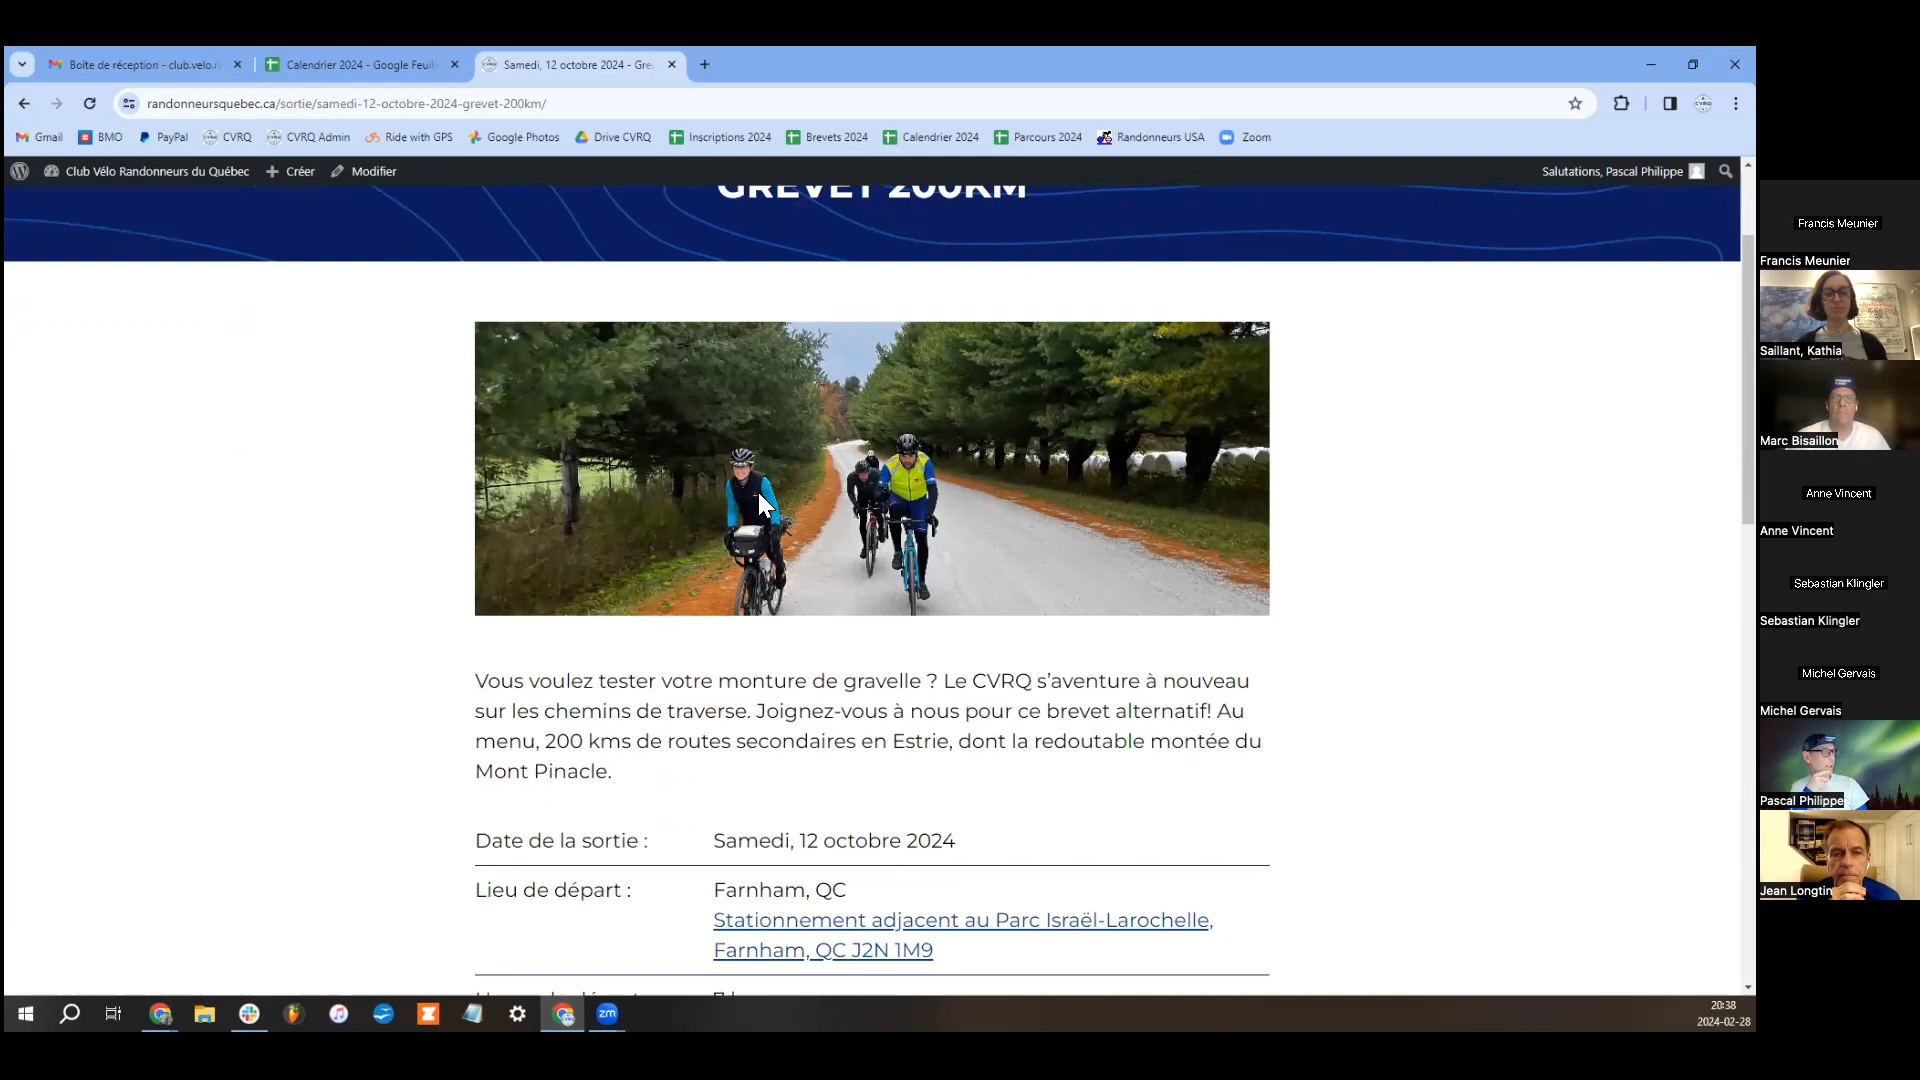 Boîte de réception - club.velo.ra
Calendrier 2024 - Google Feuill
Samedi, 12 octobre 2024 - Gre
randonneursquebec.ca/sortie/samedi-12-octobre-2024-grevet-200km/
Gmail
BMO
PayPal
CVRQ
CVRQ Admin
Ride with GPS
Google Photos
Drive CVRQ
Inscriptions 2024
Brevets 2024
Calendrier 2024
Parcours 2024
Randonneurs USA
Zoom
Club Vélo Randonneurs du Québec
Créer
Modifier
Salutations, Pascal Philippe
GREVET 200KM
Vous voulez tester votre monture de gravelle ? Le CVRQ s’aventure à nouveau
sur les chemins de traverse. Joignez-vous à nous pour ce brevet alternatif! Au
menu, 200 kms de routes secondaires en Estrie, dont la redoutable montée du
Mont Pinacle.
Date de la sortie :
Samedi, 12 octobre 2024
Lieu de départ :
Farnham, QC
Stationnement adjacent au Parc Israël-Larochelle,
Farnham, QC J2N 1M9
zm
20:38
2024-02-28
Francis Meunier
Francis Meunier
Saillant, Kathia
Marc Bisaillon
Anne Vincent
Anne Vincent
Sebastian Klingler
Sebastian Klingler
Michel Gervais
Michel Gervais
Pascal Philippe
Jean Longtin